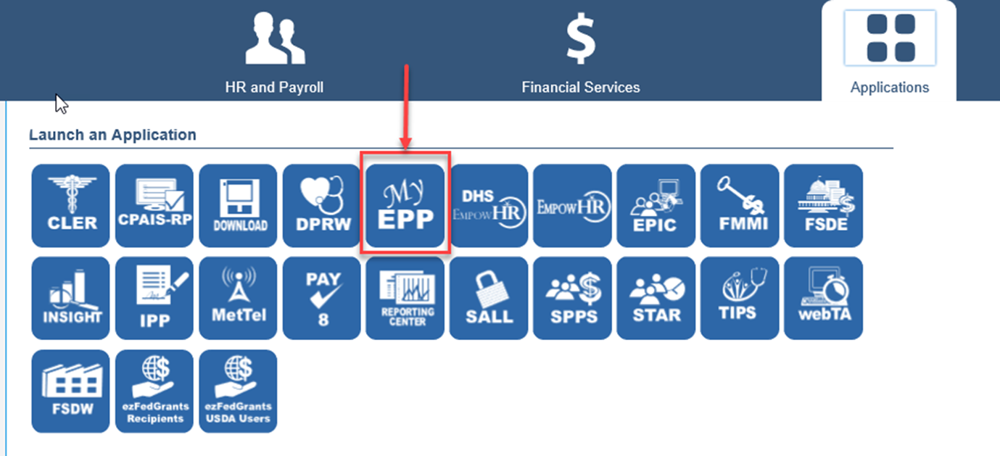 HR and Payroll
Financial Services
Applications
Launch an Application
CLER
CPAIS-RP
DOWNLOAD
DPRW
My
EPP
DHS
EMPOWHR
EMPOWHR
EPIC
FMMI
FSDE
INSIGHT
IPP
MetTel
PAY
8
REPORTING
CENTER
SALL
SPPS
STAR
TIPS
webTA
FSDW
ezFedGrants
Recipients
ezFedGrants
USDA Users